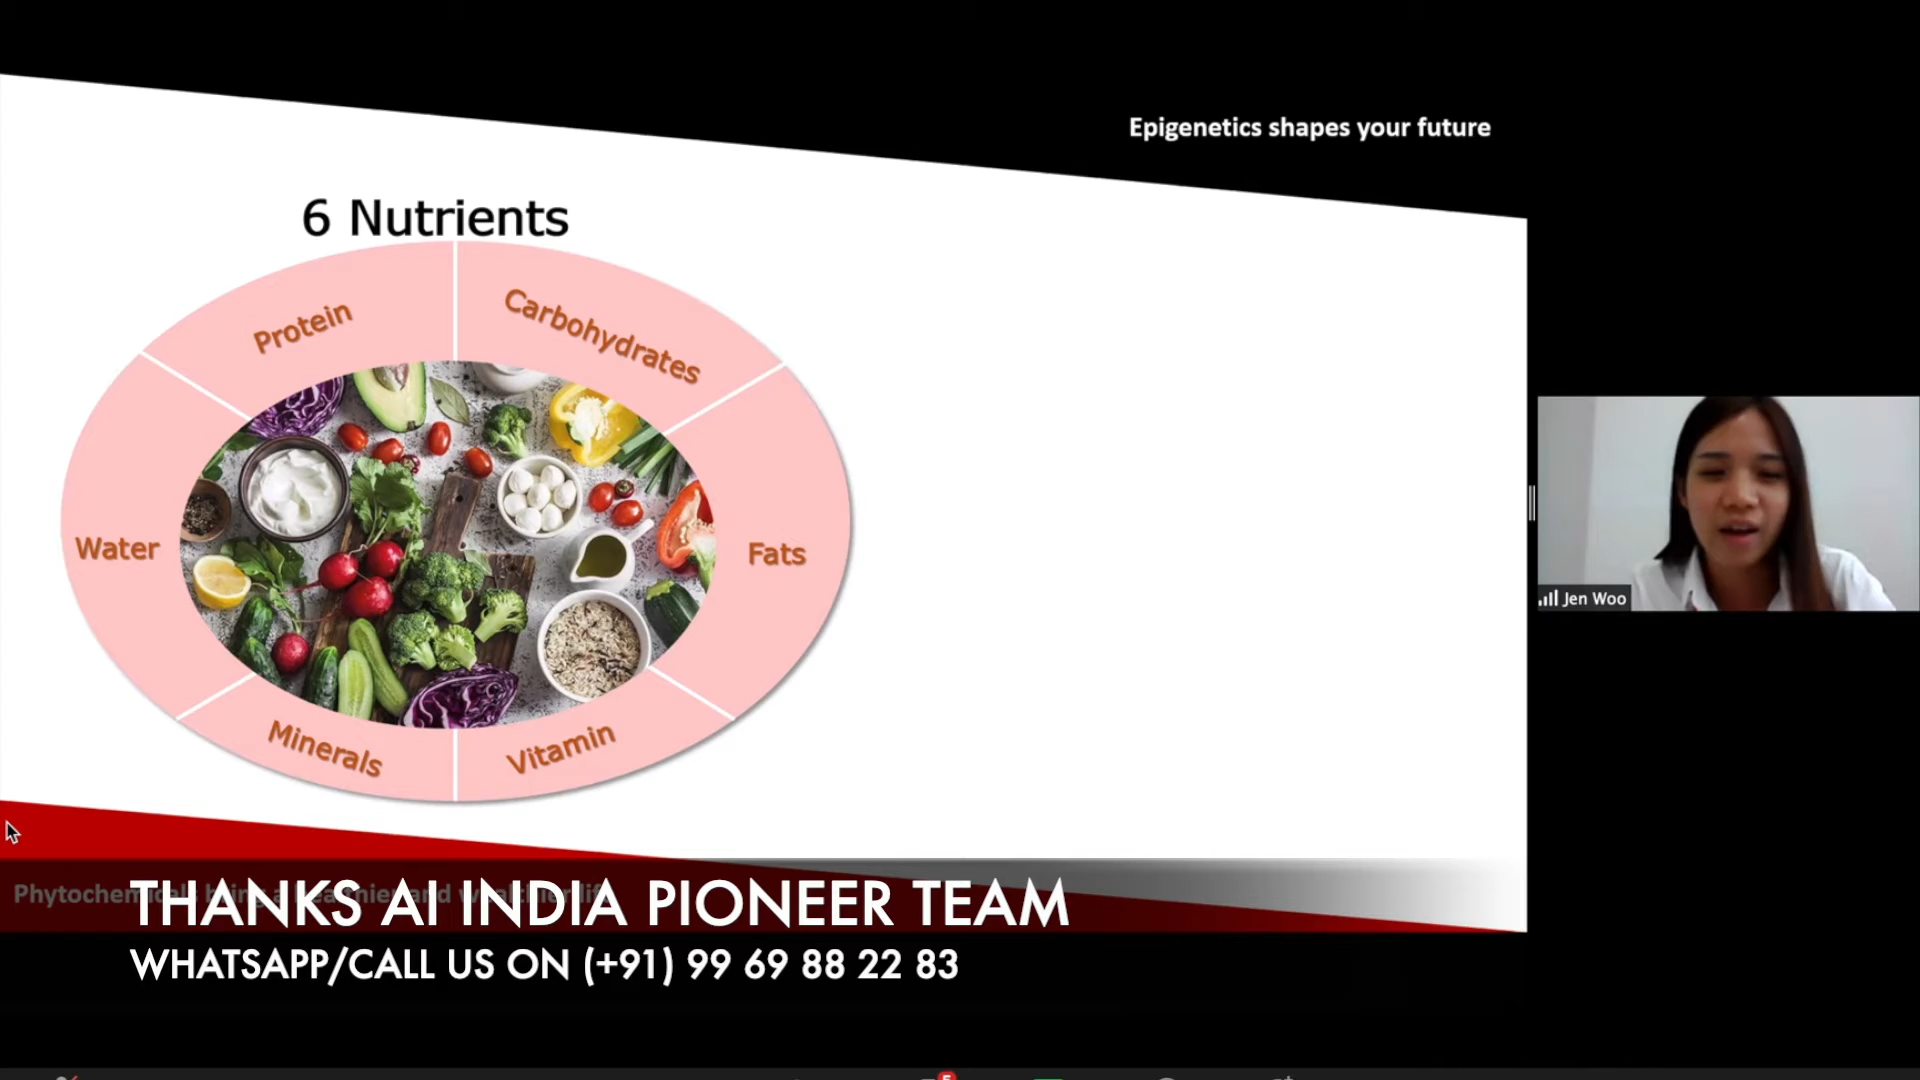 Epigenetics shapes your future
6 Nutrients
Protein
Carbohydrates
Water
Fats
Minerals
Vitamin
Jen Woo
THANKS AI INDIA PIONEER TEAM
WHATSAPP/CALL US ON (+91) 99 69 88 22 83